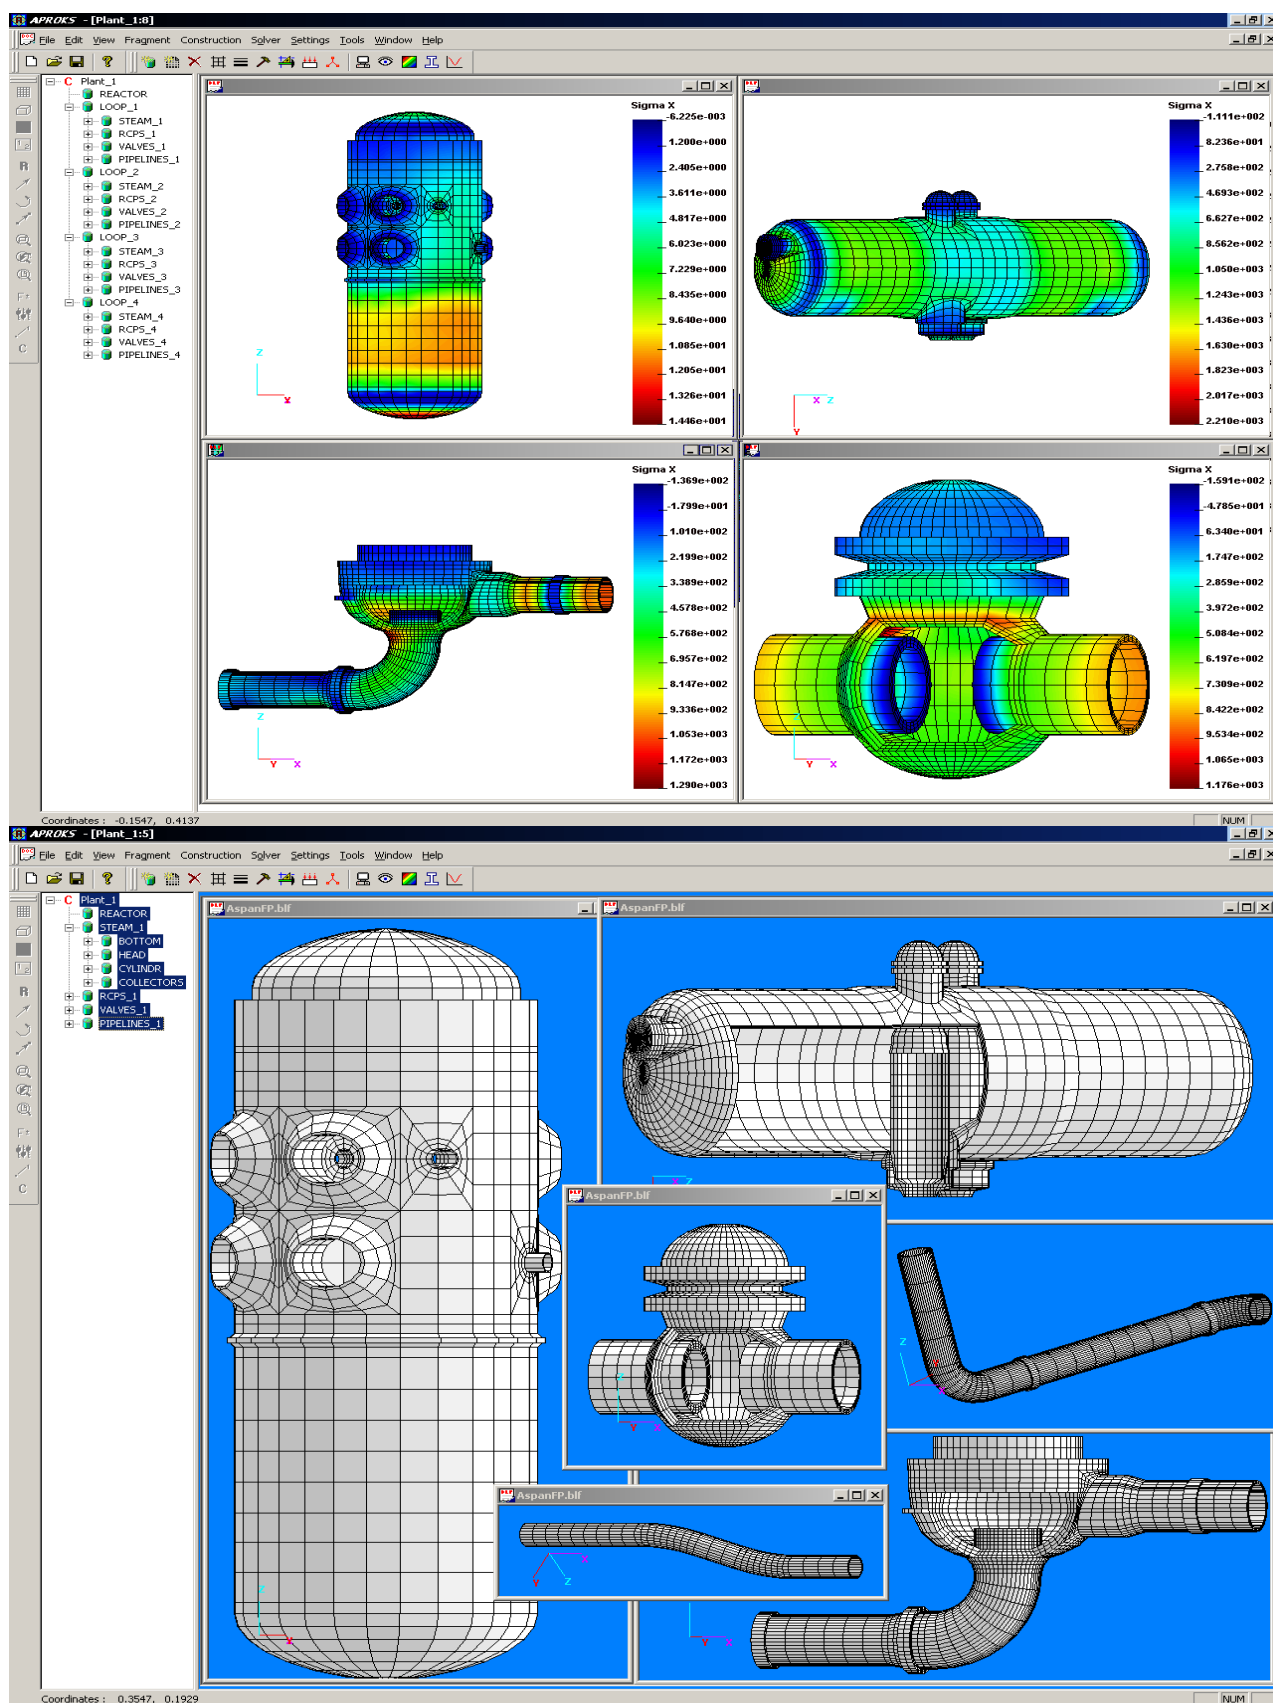 APROKS - [Plant_1:8]
File Edit View Fragment Construction Solver Settings Tools Window Help
C Plant_1
REACTOR
LOOP_1
STEAM_1
RCPS_1
VALVES_1
PIPELINES_1
LOOP_2
STEAM_2
RCPS_2
VALVES_2
PIPELINES_2
LOOP_3
STEAM_3
RCPS_3
VALVES_3
PIPELINES_3
LOOP_4
STEAM_4
RCPS_4
VALVES_4
PIPELINES_4
R
F±
C
Sigma X
-6.225e-003
1.200e+000
2.405e+000
3.611e+000
4.817e+000
6.023e+000
7.229e+000
8.435e+000
9.640e+000
1.085e+001
1.205e+001
1.326e+001
1.446e+001
Z
X
Sigma X
-1.111e+002
8.236e+001
2.758e+002
4.693e+002
6.627e+002
8.562e+002
1.050e+003
1.243e+003
1.436e+003
1.630e+003
1.823e+003
2.017e+003
2.210e+003
X Z
Y
Sigma X
-1.369e+002
-1.799e+001
1.010e+002
2.199e+002
3.389e+002
4.578e+002
5.768e+002
6.957e+002
8.147e+002
9.336e+002
1.053e+003
1.172e+003
1.290e+003
Z
Y X
Sigma X
-1.591e+002
-4.785e+001
6.340e+001
1.747e+002
2.859e+002
3.972e+002
5.084e+002
6.197e+002
7.309e+002
8.422e+002
9.534e+002
1.065e+003
1.176e+003
Z
Y X
Coordinates : -0.1547, 0.4137
NUM
APROKS - [Plant_1:5]
File Edit View Fragment Construction Solver Settings Tools Window Help
C Plant_1
REACTOR
STEAM_1
BOTTOM
HEAD
CYLINDR
COLLECTORS
RCPS_1
VALVES_1
PIPELINES_1
R
F±
C
AspanFP.blf
Z
X
AspanFP.blf
X Z
AspanFP.blf
Z
Y X
Z
Y
X
AspanFP.blf
X
Y Z
Y X
Coordinates : 0.3547, 0.1929
NUM